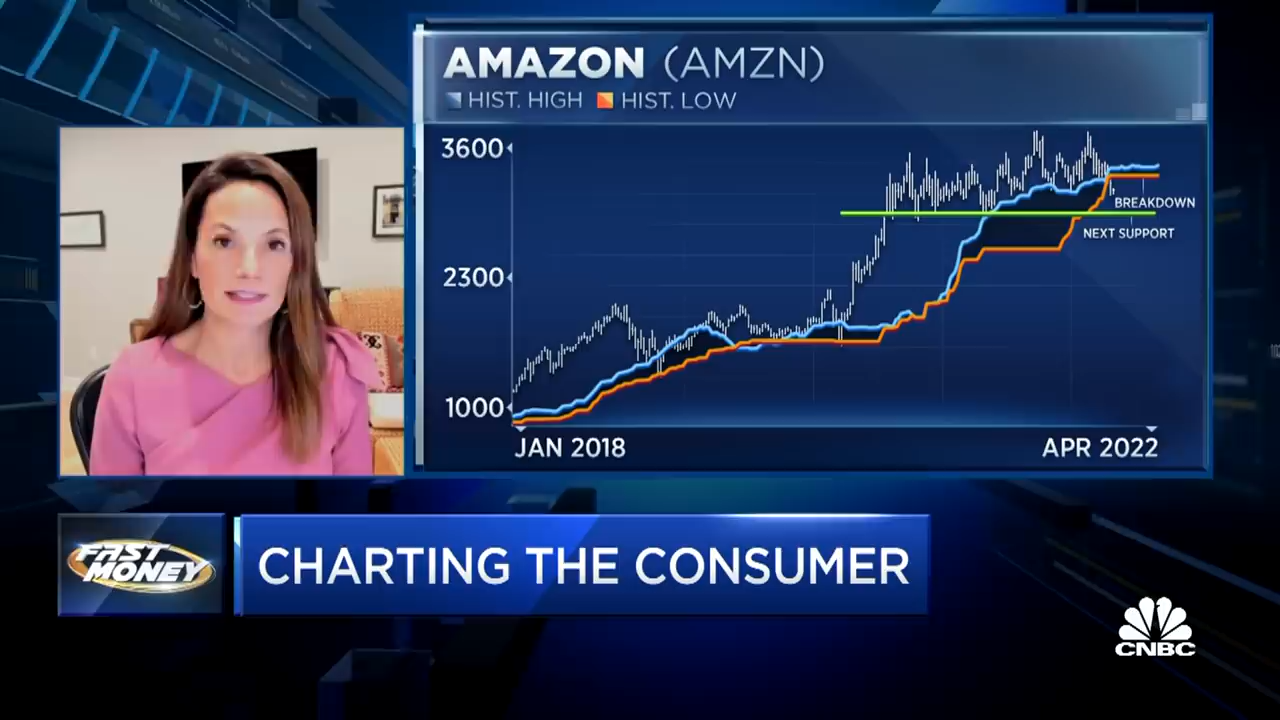 AMAZON (AMZN)
HIST. HIGH HIST. LOW
3600
BREAKDOWN
NEXT SUPPORT
2300
1000
JAN 2018 APR 2022
FAST MONEY
CHARTING THE CONSUMER
CNBC